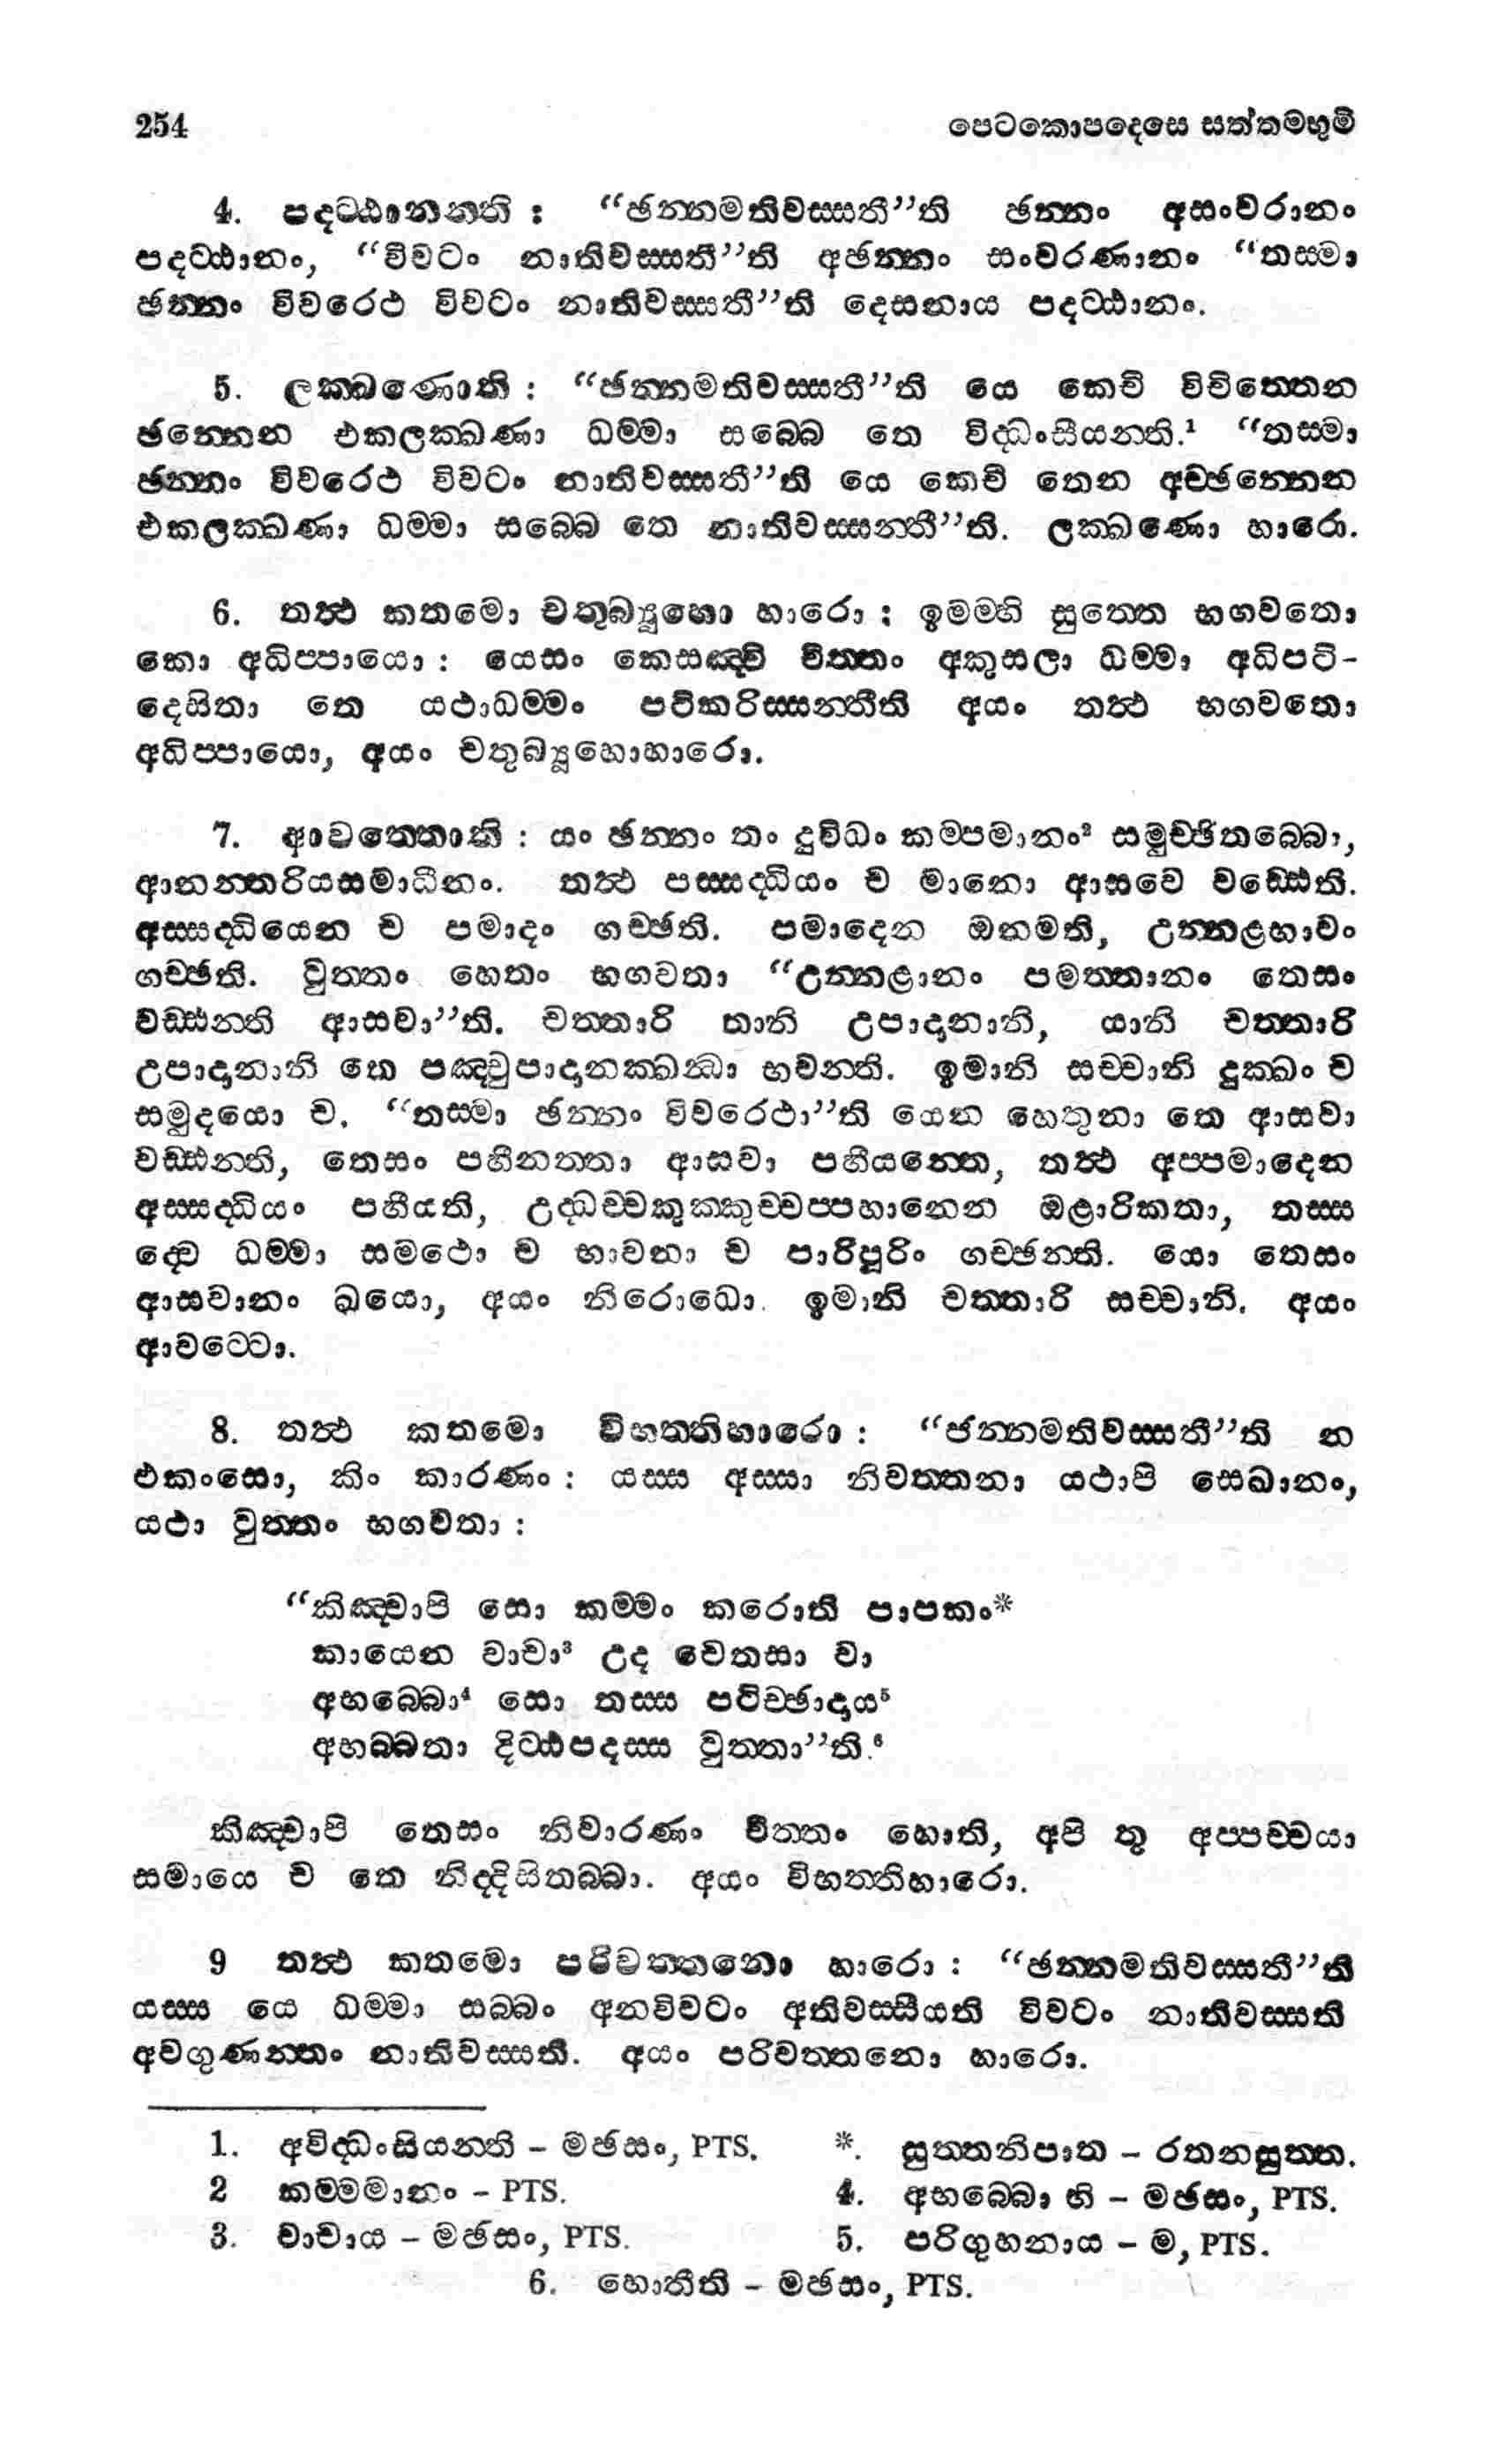 254 පෙටකොපදෙසෙ සත්තමභුමි
4. පදට්ඨානන්ති : “ඡන්නමතිවස්සතී”ති ඡන්නං අසංවරානං
පදට්ඨානං, “විවටං නාතිවස්සතී”ති අඡන්නං සංවරණානං “තස්මා
ඡන්නං විවරෙථ විවටං නාතිවස්සතී”ති දෙසනාය පදට්ඨානං.
5. ලක්ඛණොති : “ඡන්නමතිවස්සතී”ති යෙ කෙචි විචිත්තෙන
ඡන්නෙන එකලක්ඛණා ධම්මා සබ්බෙ තෙ විද්ධංසීයන්ති.¹ “තස්මා
ඡන්නං විවරෙථ විවටං නාතිවස්සතී”ති යෙ කෙචි තෙන අච්ඡන්නෙන
එකලක්ඛණා ධම්මා සබ්බෙ තෙ නාතිවස්සන්තී”ති. ලක්ඛණො හාරො.
6. තත්ථ කතමො චතුබ්‍යූහො හාරො : ඉමම්හි සුත්තෙ භගවතො
කො අධිප්පායො : යෙසං කෙසඤ්චි චිත්තං අකුසලා ධම්මා අධිපටි-
දෙසිතා තෙ යථාධම්මං පටිකරිස්සන්තීති අයං තත්ථ භගවතො
අධිප්පායො, අයං චතුබ්‍යූහොහාරො.
7. ආවත්තොති : යං ඡන්නං තං දුවිධං කම්පමානං² සමුච්ඡිතබ්බො,
ආනන්තරියසමාධීනං. තත්ථ පස්සද්ධියං ච මානො ආසවෙ වඩ්ඪෙති.
අස්සද්ධියෙන ච පමාදං ගච්ඡති. පමාදෙන ඔනමති, උන්නළභාවං
ගච්ඡති. වුත්තං හෙතං භගවතා “උන්නළානං පමත්තානං තෙසං
වඩ්ඪන්ති ආසවා”ති. චත්තාරි තානි උපාදානානි, යානි චත්තාරි
උපාදානානි තෙ පඤ්චුපාදානක්ඛන්ධා භවන්ති. ඉමානි සච්චානි දුක්ඛං ච
සමුදයො ච. “තස්මා ඡන්නං විවරෙථා”ති යෙන හෙතුනා තෙ ආසවා
වඩ්ඪන්ති, තෙසං පහීනත්තා ආසවා පහීයන්තෙ, තත්ථ අප්පමාදෙන
අස්සද්ධියං පහීයති, උද්ධච්චකුක්කුච්චප්පහානෙන ඔළාරිකතා, තස්ස
ද්වෙ ධම්මා සමථො ච භාවනා ච පාරිපූරිං ගච්ඡන්ති. යො තෙසං
ආසවානං ඛයො, අයං නිරොධො. ඉමානි චත්තාරි සච්චානි. අයං
ආවට්ටො.
8. තත්ථ කතමො විභත්තිහාරො : “ඡන්නමතිවස්සතී”ති න
එකංසො, කිං කාරණං : යස්ස අස්සා නිවත්තනා යථාපි සෙඛානං,
යථා වුත්තං භගවතා :
“කිඤ්චාපි සො කම්මං කරොති පාපකං*
කායෙන වාචා³ උද චෙතසා වා
අභබ්බො⁴ සො තස්ස පටිච්ඡාදාය⁵
අභබ්බතා දිට්ඨපදස්ස වුත්තා”ති.⁶
කිඤ්චාපි තෙසං නිවාරණං චිත්තං හොති, අපි තු අප්පච්චයා
සමායෙ ච තෙ නිද්දිසිතබ්බා. අයං විභත්තිහාරො.
9 තත්ථ කතමො පරිවත්තනො හාරො : “ඡන්නමතිවස්සතී”ති
යස්ස යෙ ධම්මා සබ්බං අනවිවටං අතිවස්සීයති විවටං නාතිවස්සති
අවගුණන්තං නාතිවස්සති. අයං පරිවත්තනො හාරො.
1. අවිද්ධංසියන්ති – මඡසං, PTS. *. සුත්තනිපාත – රතනසුත්ත.
2 කම්මමානං – PTS. 4. අභබ්බො හි – මඡසං, PTS.
3. වාචාය – මඡසං, PTS. 5. පරිගුහනාය – ම, PTS.
6. හොතීති – මඡසං, PTS.